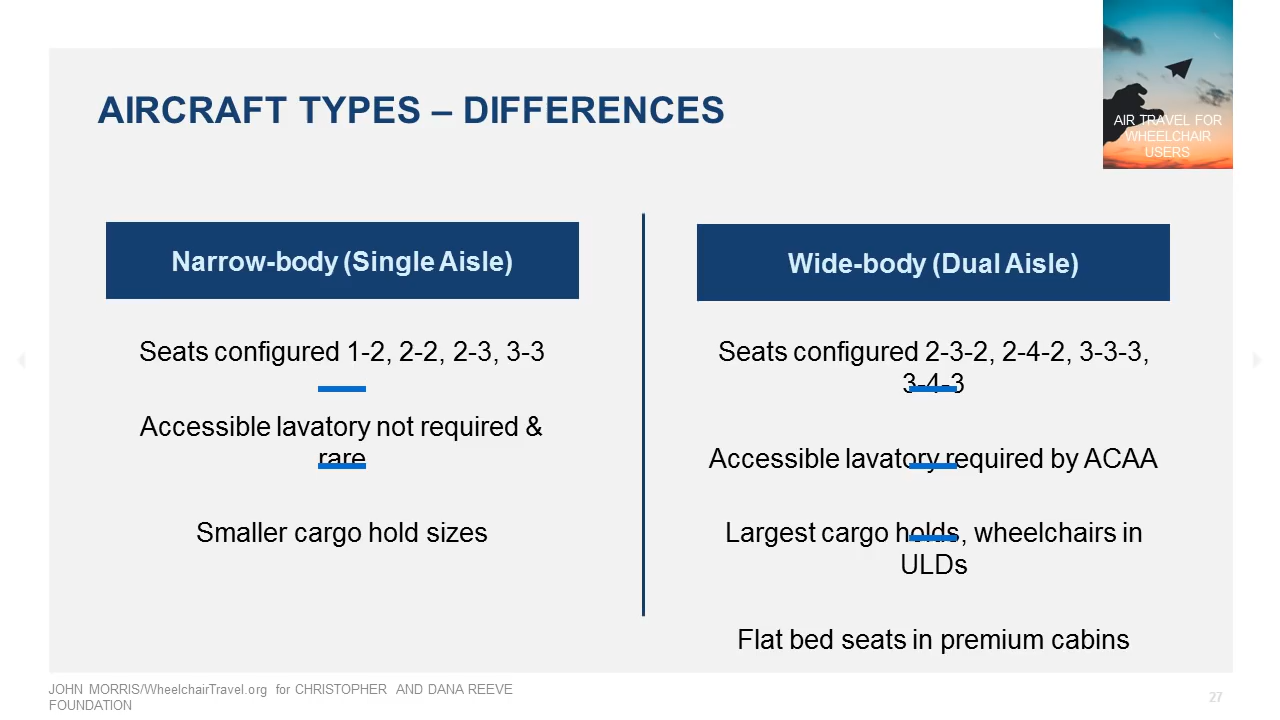 AIR TRAVEL FOR
WHEELCHAIR
USERS
AIRCRAFT TYPES – DIFFERENCES
Narrow-body (Single Aisle)
Seats configured 1-2, 2-2, 2-3, 3-3
Accessible lavatory not required &
rare
Smaller cargo hold sizes
Wide-body (Dual Aisle)
Seats configured 2-3-2, 2-4-2, 3-3-3,
3-4-3
Accessible lavatory required by ACAA
Largest cargo holds, wheelchairs in
ULDs
Flat bed seats in premium cabins
JOHN MORRIS/WheelchairTravel.org for CHRISTOPHER AND DANA REEVE
FOUNDATION
27